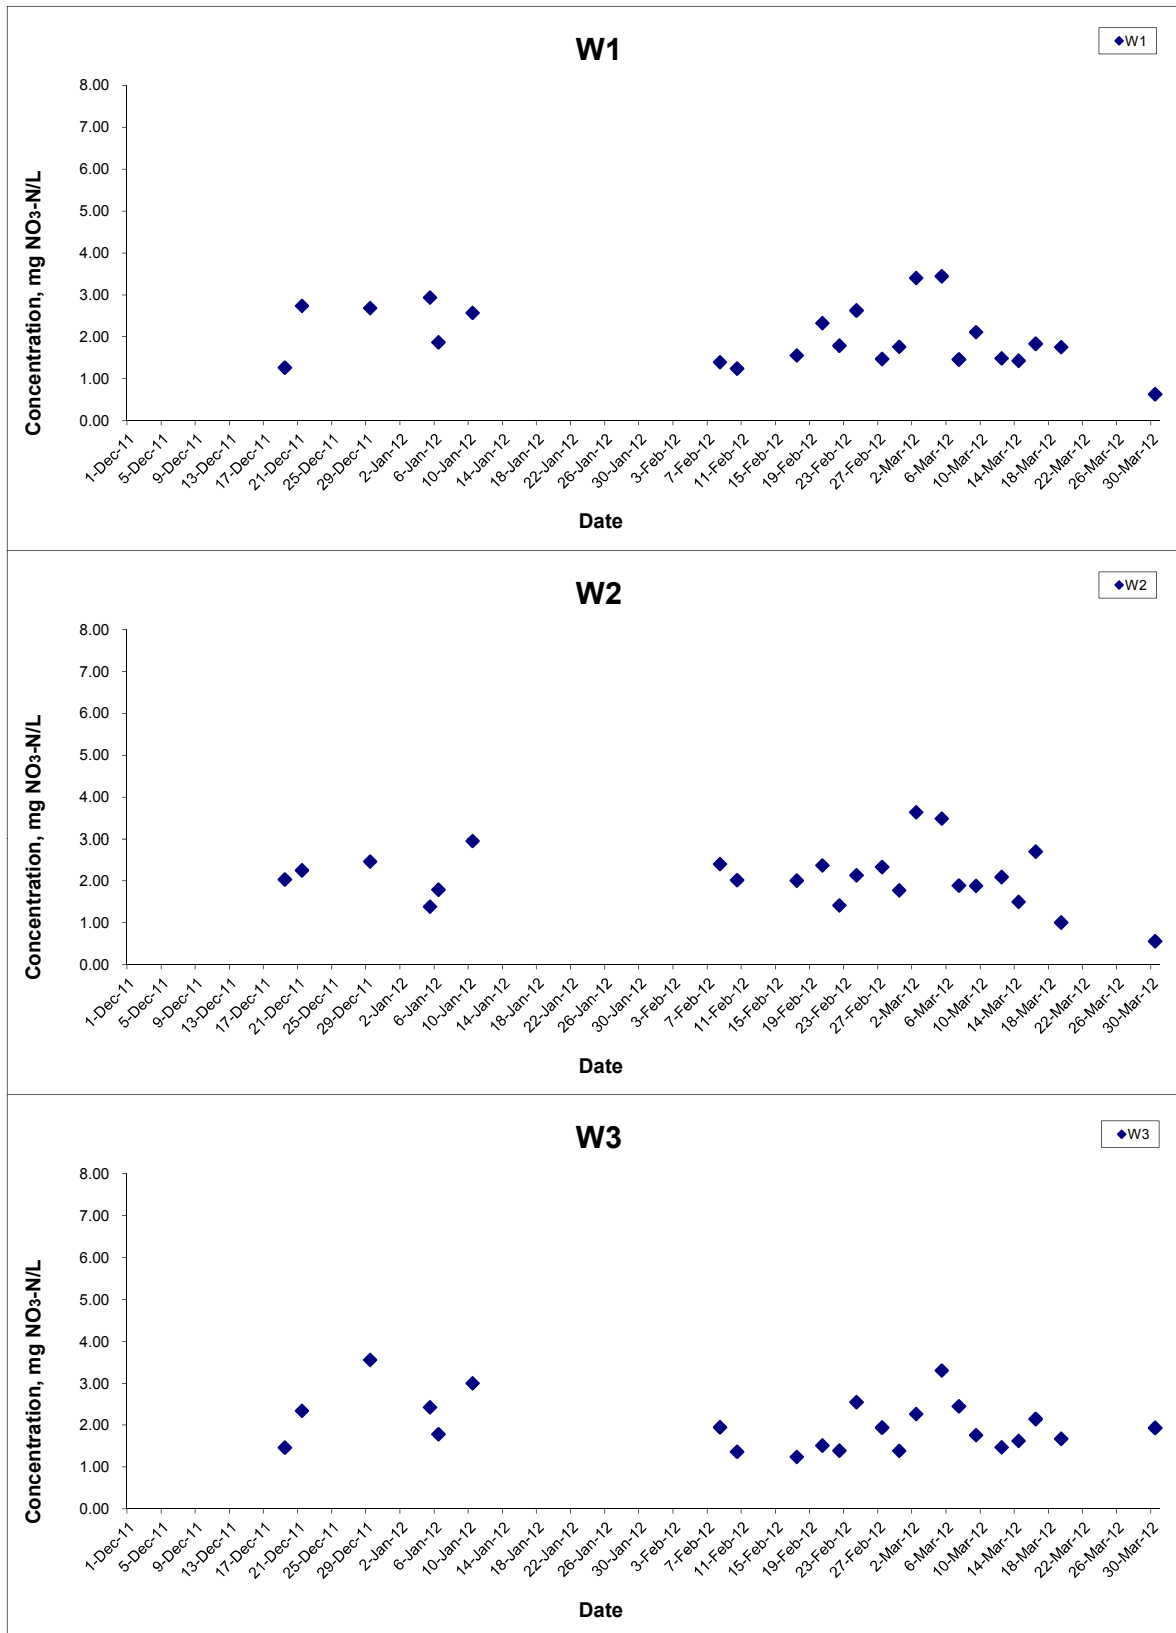 W1
W1
8.00
7.00
6.00
5.00
4.00
3.00
2.00
1.00
0.00
Concentration, mg NO3-N/L
1-Dec-11 5-Dec-11 9-Dec-11 13-Dec-11 17-Dec-11 21-Dec-11 25-Dec-11 29-Dec-11 2-Jan-12 6-Jan-12 10-Jan-12 14-Jan-12 18-Jan-12 22-Jan-12 26-Jan-12 30-Jan-12 3-Feb-12 7-Feb-12 11-Feb-12 15-Feb-12 19-Feb-12 23-Feb-12 27-Feb-12 2-Mar-12 6-Mar-12 10-Mar-12 14-Mar-12 18-Mar-12 22-Mar-12 26-Mar-12 30-Mar-12
Date
W2
W2
8.00
7.00
6.00
5.00
4.00
3.00
2.00
1.00
0.00
Concentration, mg NO3-N/L
1-Dec-11 5-Dec-11 9-Dec-11 13-Dec-11 17-Dec-11 21-Dec-11 25-Dec-11 29-Dec-11 2-Jan-12 6-Jan-12 10-Jan-12 14-Jan-12 18-Jan-12 22-Jan-12 26-Jan-12 30-Jan-12 3-Feb-12 7-Feb-12 11-Feb-12 15-Feb-12 19-Feb-12 23-Feb-12 27-Feb-12 2-Mar-12 6-Mar-12 10-Mar-12 14-Mar-12 18-Mar-12 22-Mar-12 26-Mar-12 30-Mar-12
Date
W3
W3
8.00
7.00
6.00
5.00
4.00
3.00
2.00
1.00
0.00
Concentration, mg NO3-N/L
1-Dec-11 5-Dec-11 9-Dec-11 13-Dec-11 17-Dec-11 21-Dec-11 25-Dec-11 29-Dec-11 2-Jan-12 6-Jan-12 10-Jan-12 14-Jan-12 18-Jan-12 22-Jan-12 26-Jan-12 30-Jan-12 3-Feb-12 7-Feb-12 11-Feb-12 15-Feb-12 19-Feb-12 23-Feb-12 27-Feb-12 2-Mar-12 6-Mar-12 10-Mar-12 14-Mar-12 18-Mar-12 22-Mar-12 26-Mar-12 30-Mar-12
Date